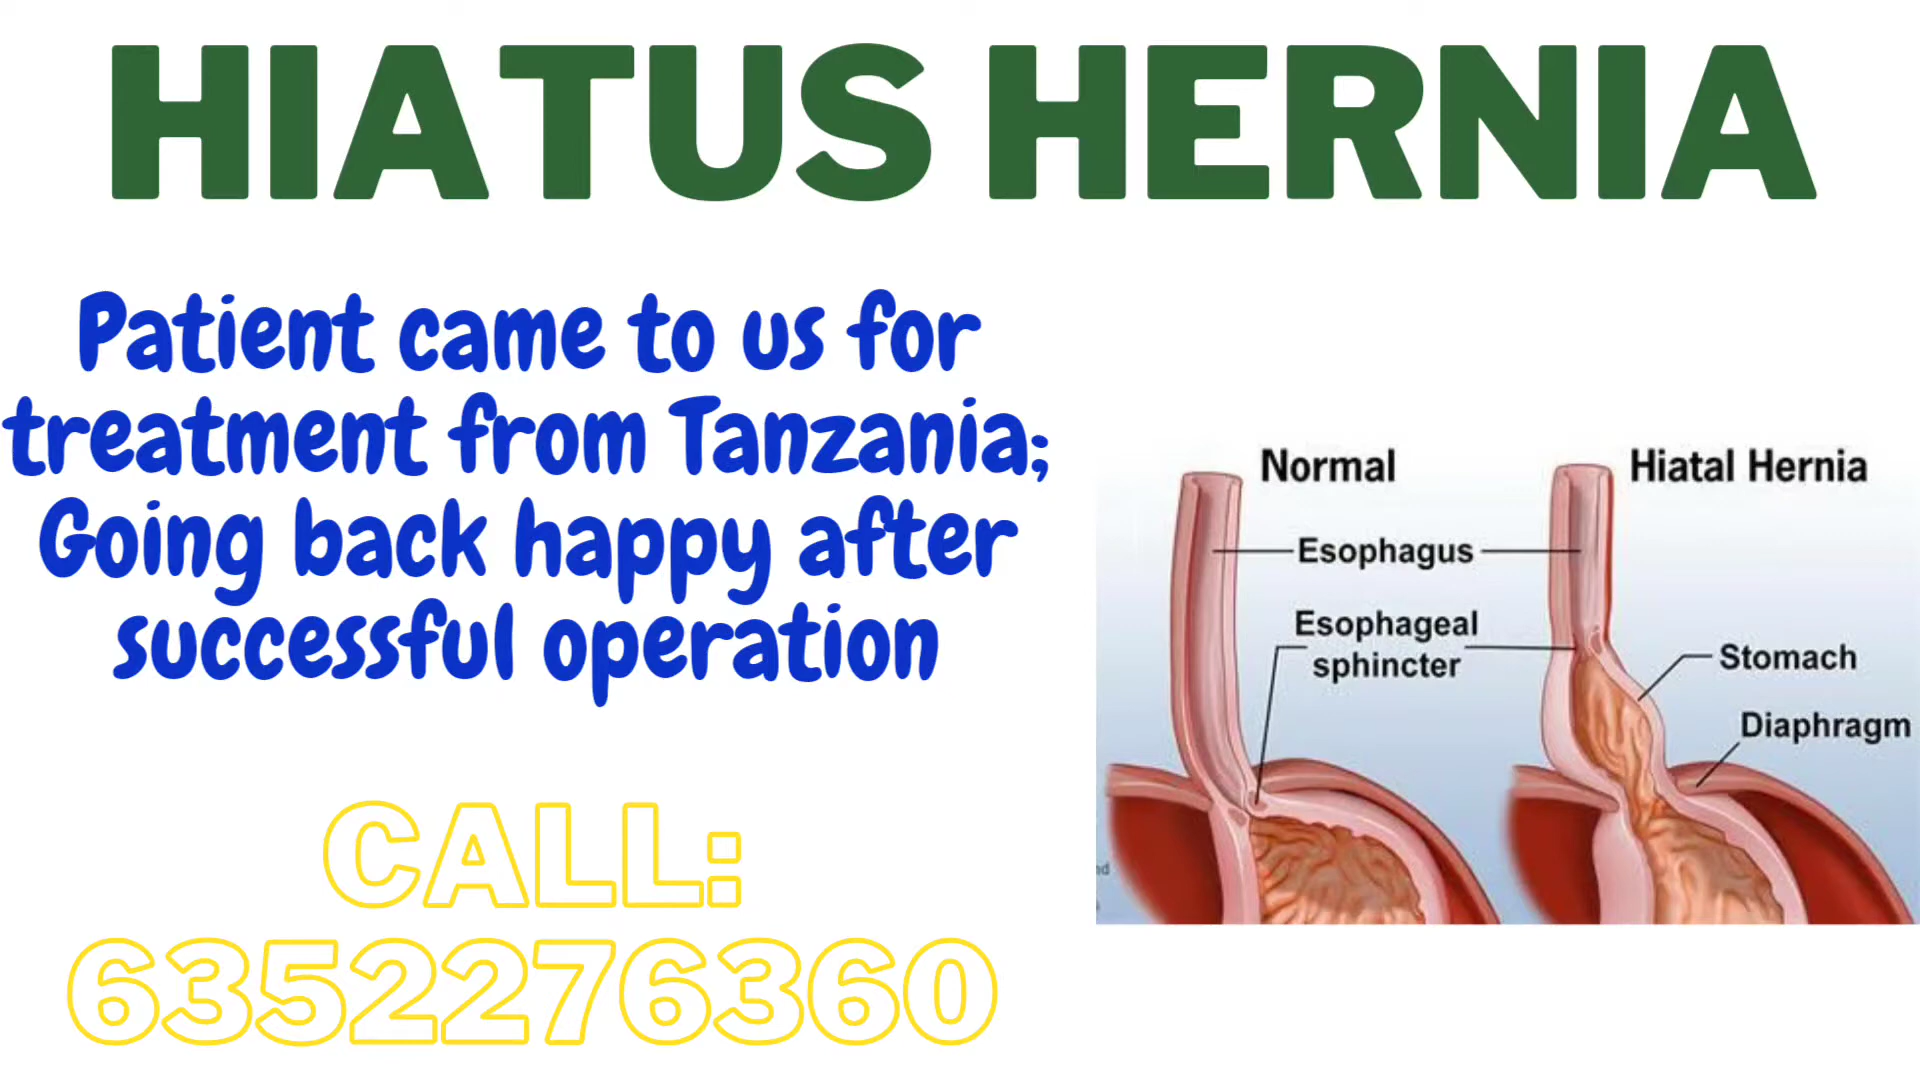 HIATUS HERNIA
Patient came to us for
treatment from Tanzania;
Going back happy after
successful operation
CALL:
6352276360
Normal
Hiatal Hernia
Esophagus
Esophageal
sphincter
Stomach
Diaphragm